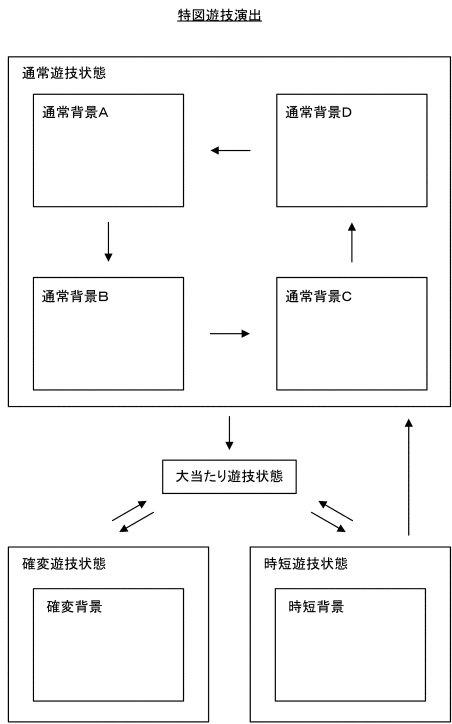 特図遊技演出
通常遊技状態
通常背景A
通常背景D
通常背景B
通常背景C
大当たり遊技状態
確変遊技状態
時短遊技状態
確変背景
時短背景